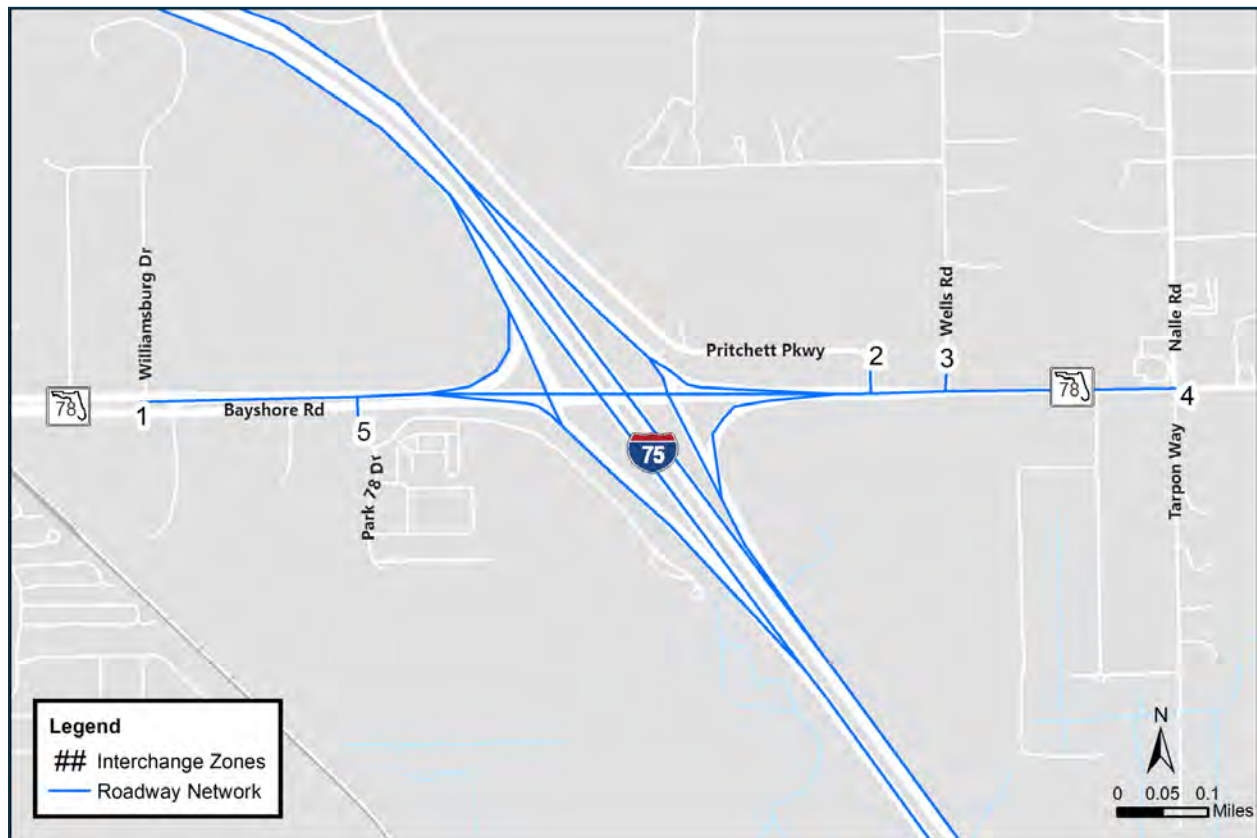 Williamsburg Dr
Wells Rd
Nalle Rd
Pritchett Pkwy
2
3
78
78
1
Bayshore Rd
5
4
75
Park 78 Dr
Tarpon Way
Legend
## Interchange Zones
Roadway Network
N
0 0.05 0.1
Miles